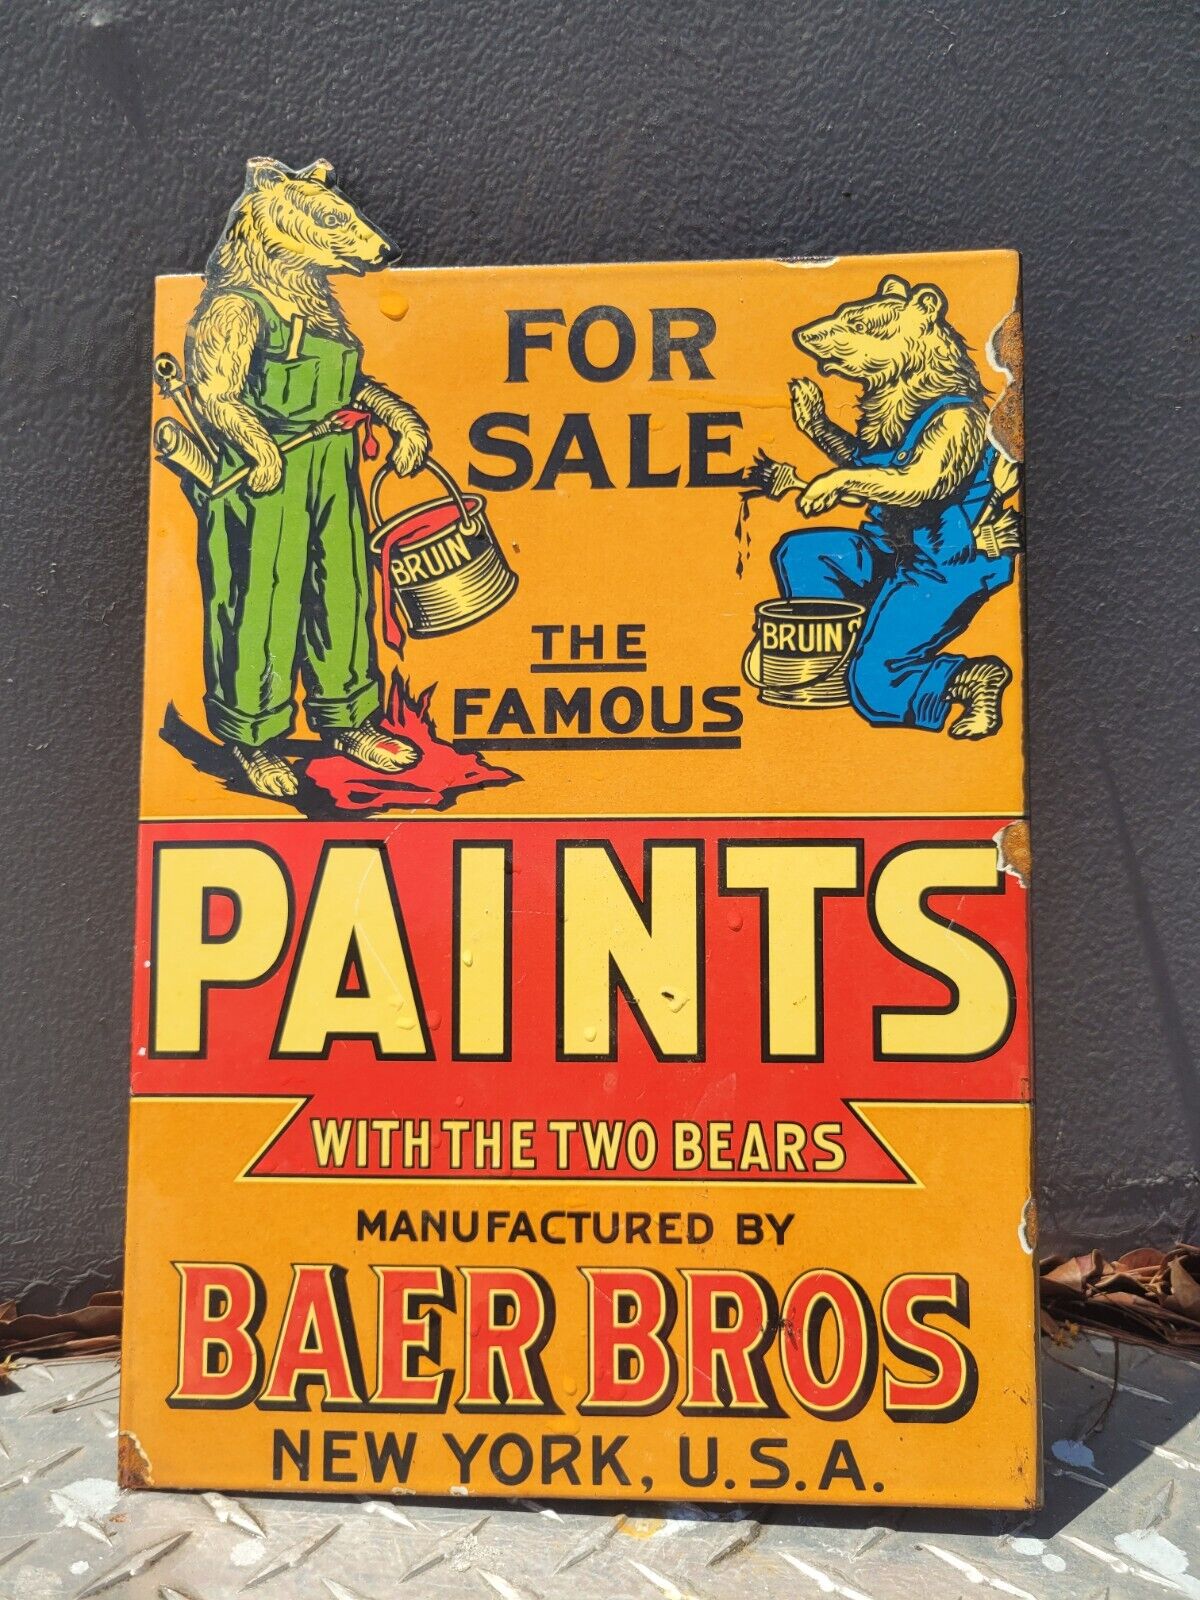 FOR
SALE
BRUIN
BRUIN
THE
FAMOUS
PAINTS
WITH THE TWO BEARS
MANUFACTURED BY
BAER BROS
NEW YORK, U.S.A.